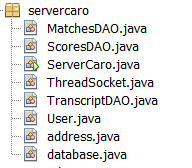 servercaro
MatchesDAO.java
ScoresDAO.java
ServerCaro.java
ThreadSocket.java
TranscriptDAO.java
User.java
address.java
database.java